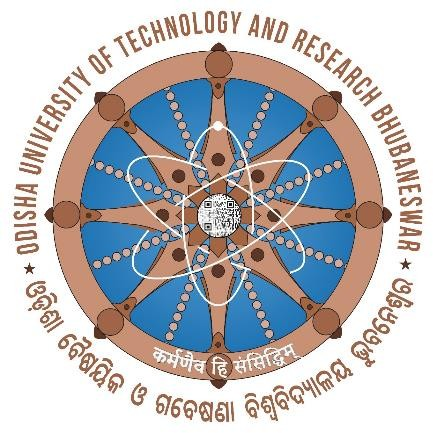 ODISHA UNIVERSITY OF TECHNOLOGY AND RESEARCH BHUBANESWAR
कर्मणैव हि संसिद्धिम्
ଓଡ଼ିଶା ବୈଷୟିକ ଓ ଗବେଷଣା ବିଶ୍ୱବିଦ୍ୟାଳୟ ଭୁବନେଶ୍ୱର